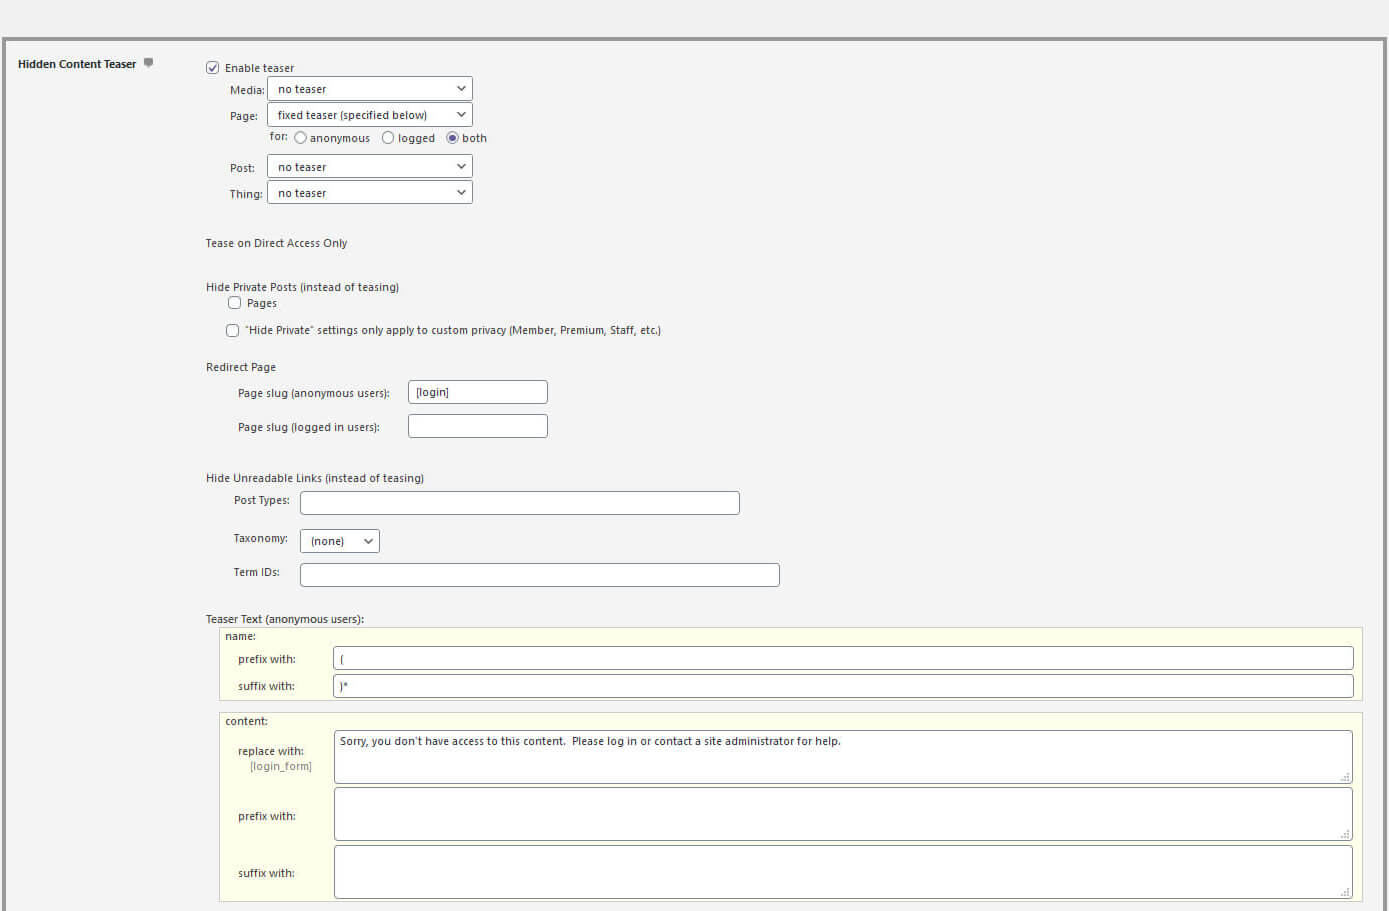 Hidden Content Teaser
Enable teaser
Media: no teaser
Page: fixed teaser (specified below)
for: anonymous logged both
Post: no teaser
Thing: no teaser
Tease on Direct Access Only
Hide Private Posts (instead of teasing)
Pages
"Hide Private" settings only apply to custom privacy (Member, Premium, Staff, etc.)
Redirect Page
Page slug (anonymous users): [login]
Page slug (logged in users):
Hide Unreadable Links (instead of teasing)
Post Types:
Taxonomy: (none)
Term IDs:
Teaser Text (anonymous users):
name:
prefix with: (
suffix with: )*
content:
replace with: Sorry, you don't have access to this content.  Please log in or contact a site administrator for help.
[login_form]
prefix with:
suffix with: